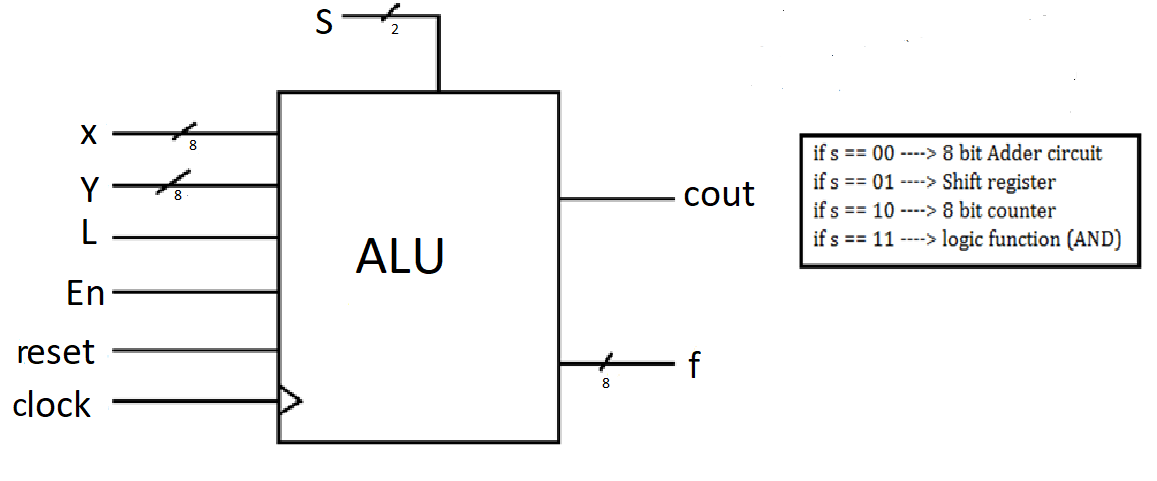 S
2
x
8
Y
8
L
En
reset
clock
ALU
cout
f
8
if s == 00 ----> 8 bit Adder circuit
if s == 01 ----> Shift register
if s == 10 ----> 8 bit counter
if s == 11 ----> logic function (AND)